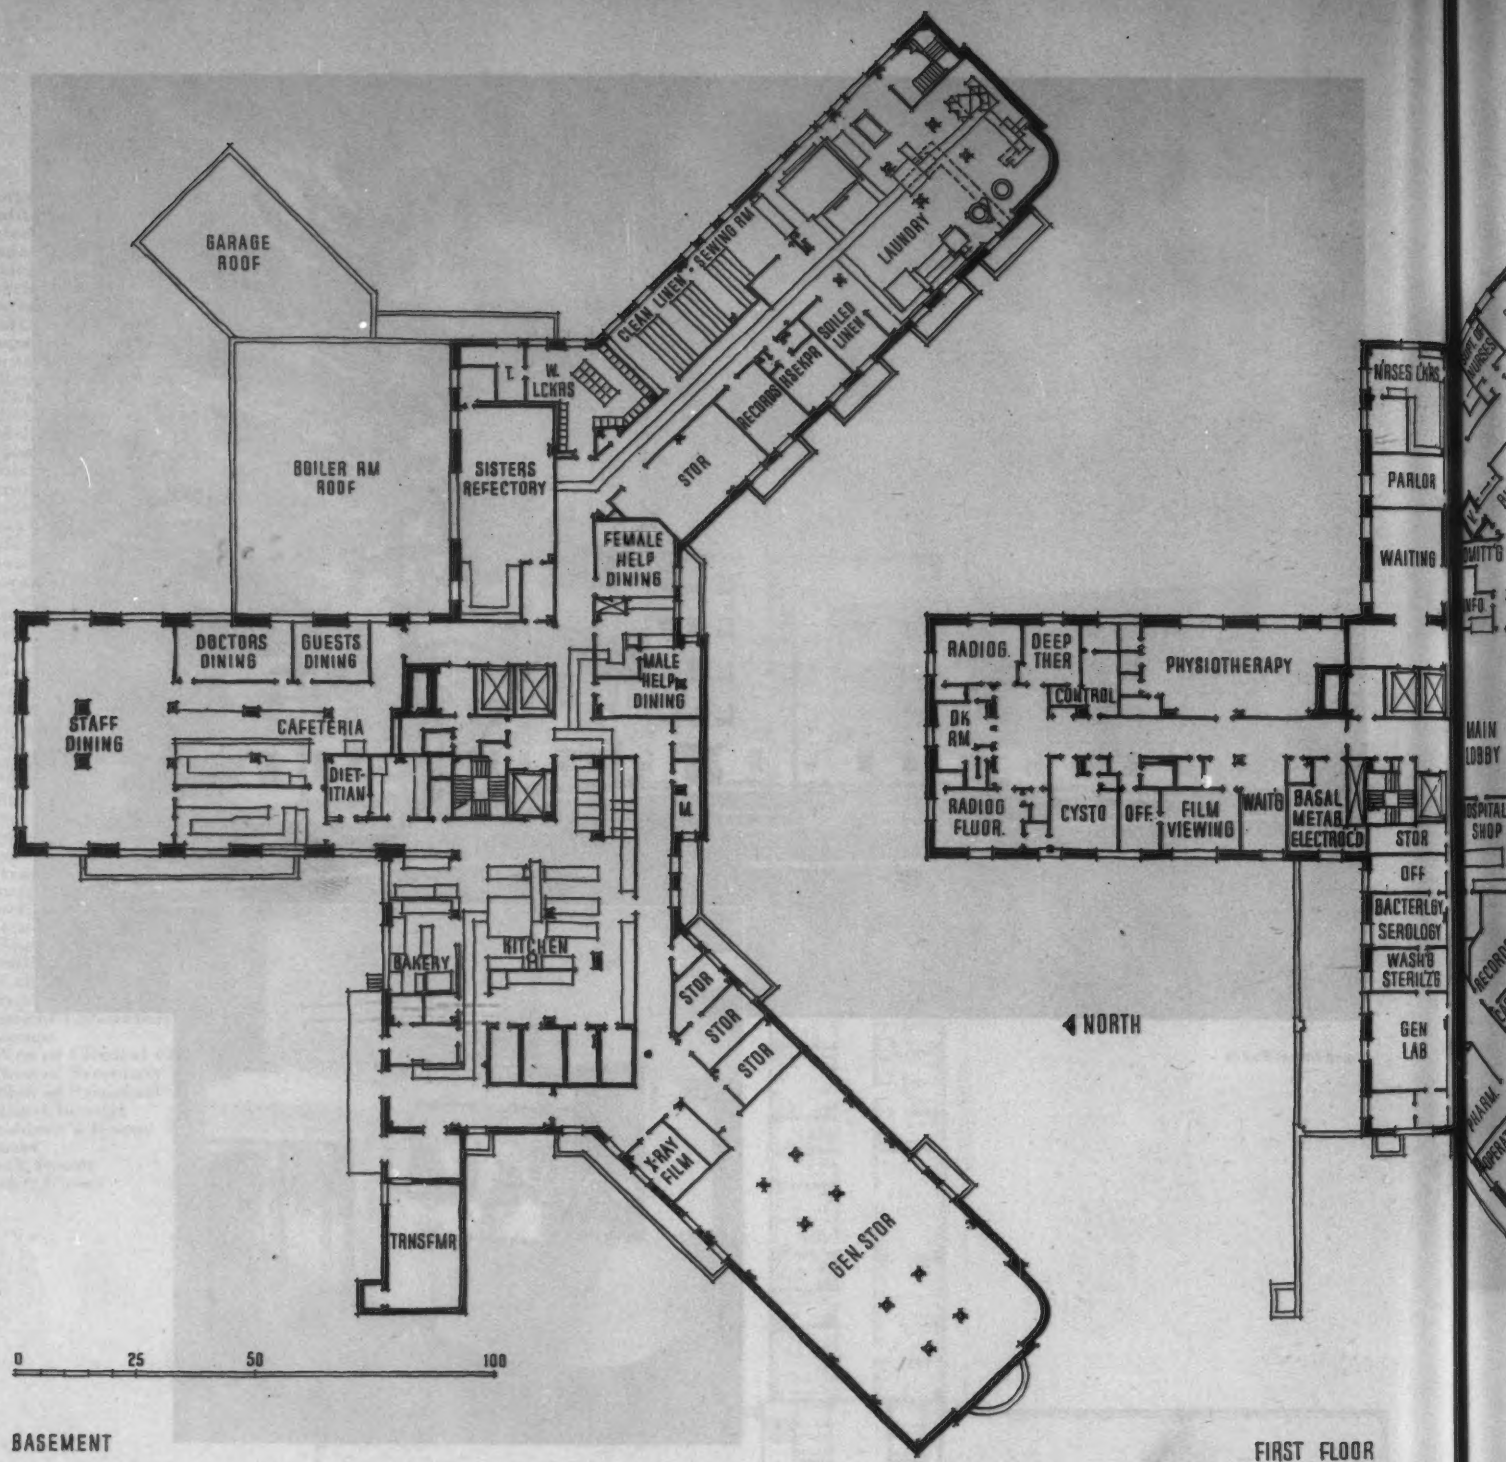 GARAGE
ROOF
BOILER RM
ROOF
T.
W.
LCKRS
SISTERS
REFECTORY
CLEAN LINEN - SEWING RM
LAUNDRY
SOILED
LINEN
RECORDS
STOR
FEMALE
HELP
DINING
MALE
HELP
DINING
DOCTORS
DINING
GUESTS
DINING
STAFF
DINING
CAFETERIA
DIET-
ITIAN
M.
KITCHEN
BAKERY
STOR
STOR
STOR
X-RAY
FILM
GEN. STOR
TRNSFMR
0 25 50 100
BASEMENT
NRSES LKRS
PARLOR
WAITING
RADIOG.
DEEP
THER
CONTROL
PHYSIOTHERAPY
DK
RM
RADIOG
FLUOR.
CYSTO
OFF.
FILM
VIEWING
WAIT'G
BASAL
METAB
ELECTROCD
STOR
OFF
BACTERLGY
SEROLOGY
WASH'G
STERILZ'G
GEN
LAB
NORTH
NURSES
MAIN
LOBBY
SHOP
PHARM.
FIRST FLOOR